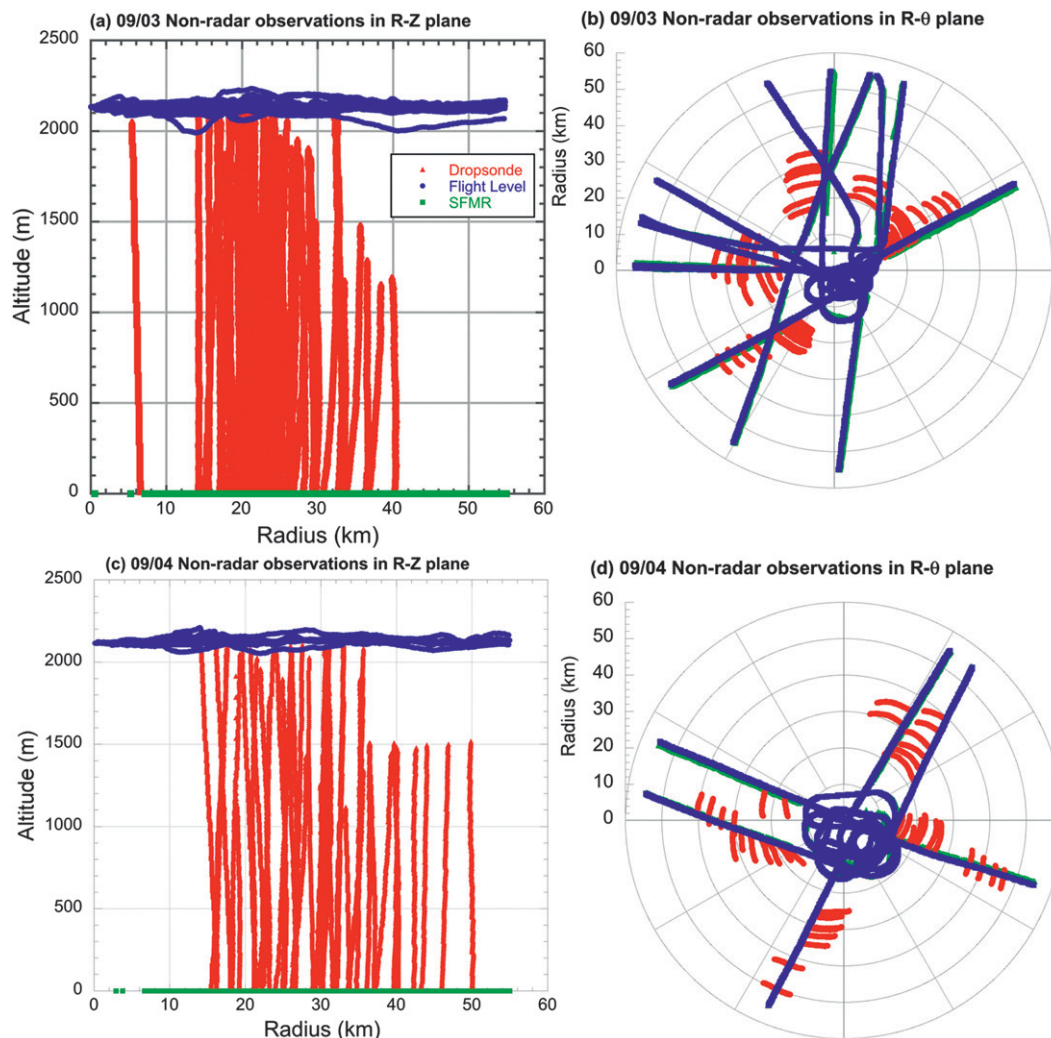 (a) 09/03 Non-radar observations in R-Z plane
2500
2000
1500
1000
500
0
Altitude (m)
Dropsonde
Flight Level
SFMR
0 10 20 30 40 50 60
Radius (km)
(b) 09/03 Non-radar observations in R-θ plane
60
50
40
30
20
10
0
Radius (km)
(c) 09/04 Non-radar observations in R-Z plane
2500
2000
1500
1000
500
0
Altitude (m)
0 10 20 30 40 50 60
Radius (km)
(d) 09/04 Non-radar observations in R-θ plane
60
50
40
30
20
10
0
Radius (km)